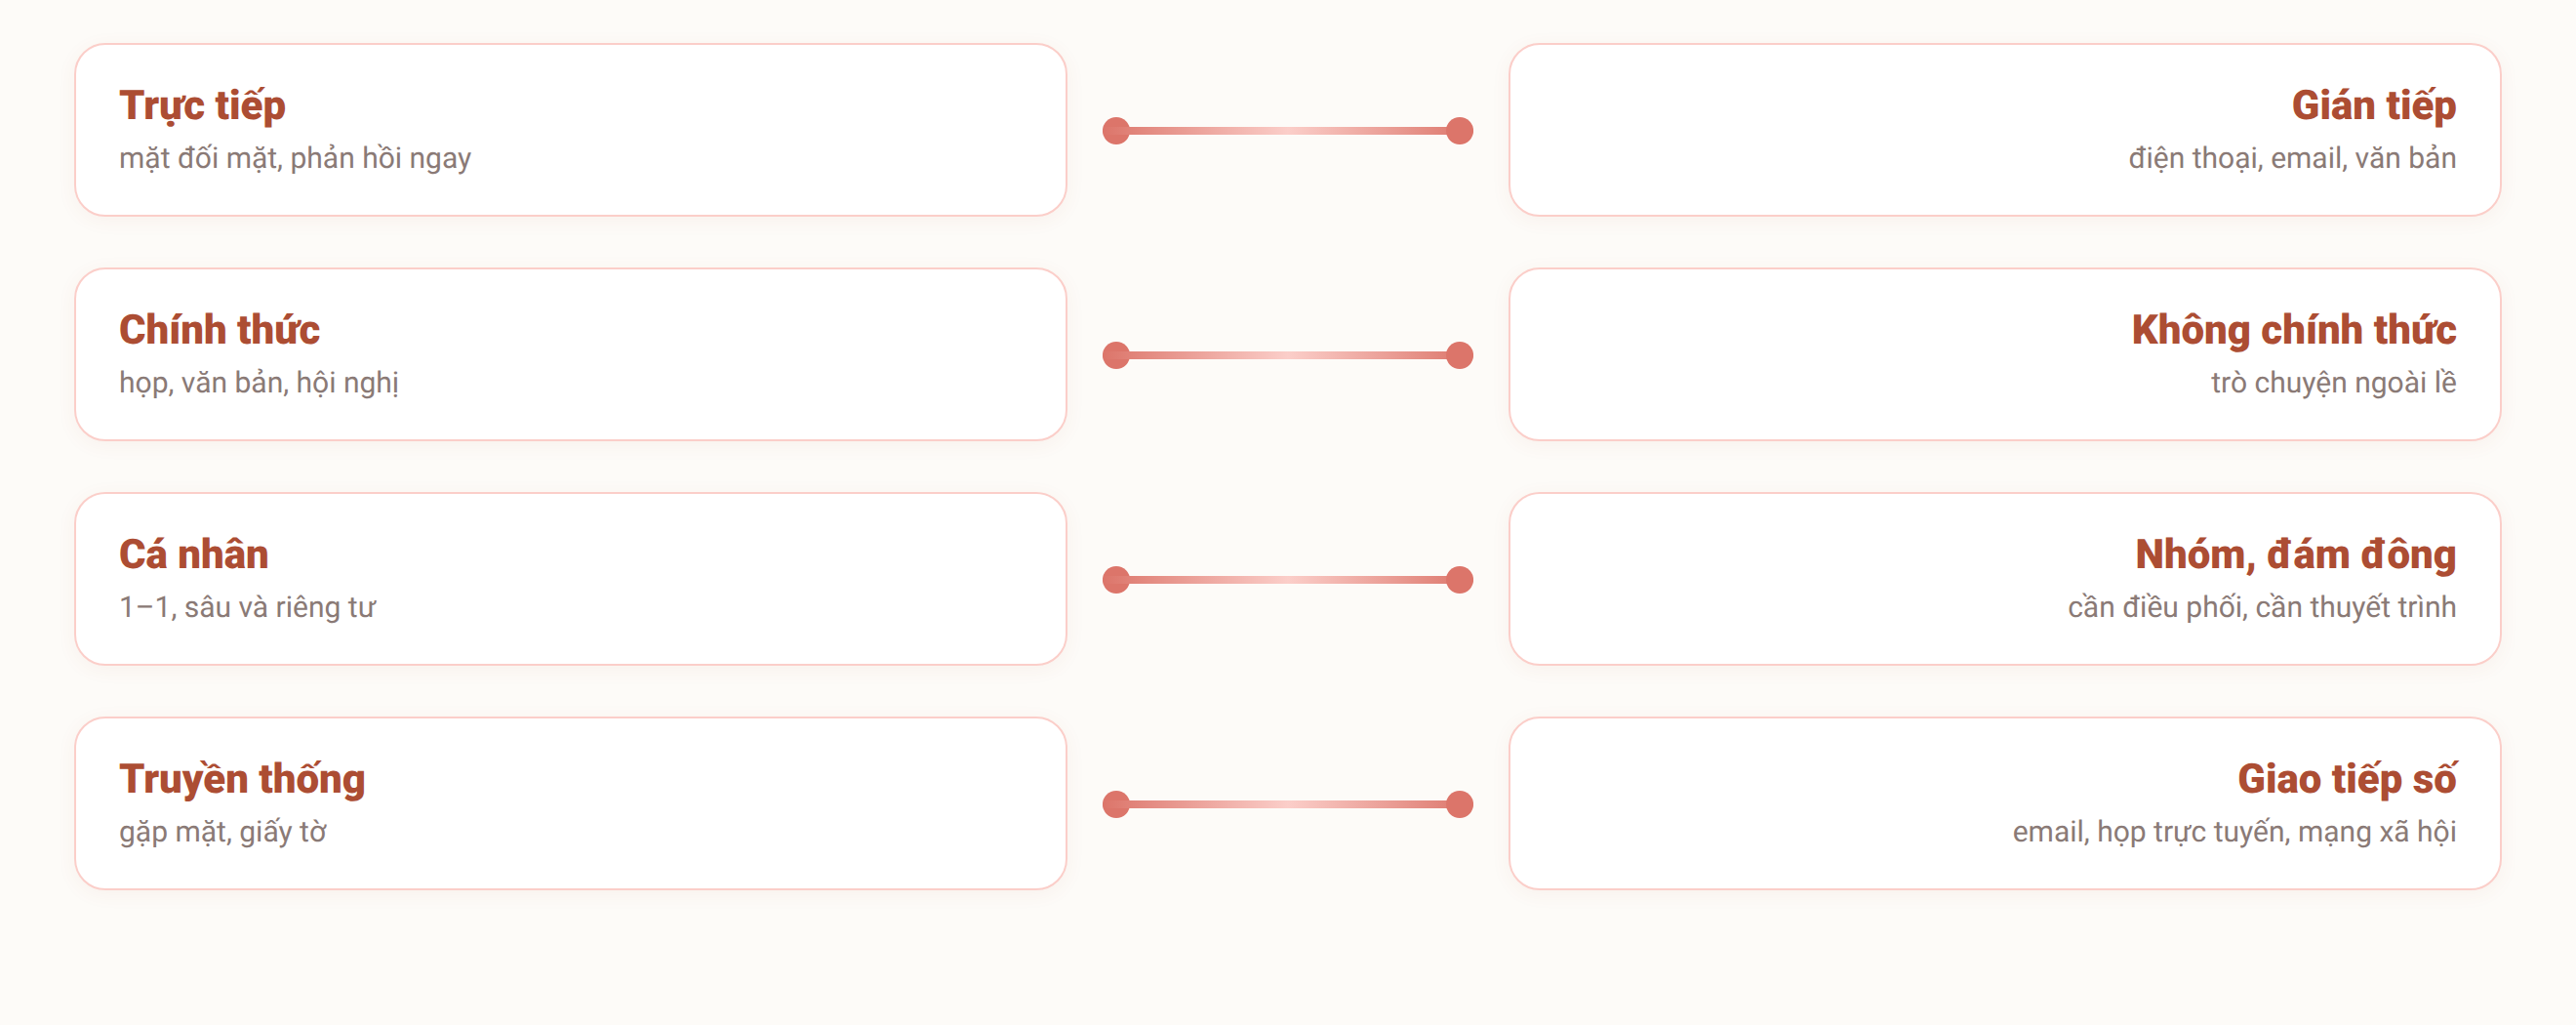 Trực tiếp
mặt đối mặt, phản hồi ngay
Gián tiếp
điện thoại, email, văn bản
Chính thức
họp, văn bản, hội nghị
Không chính thức
trò chuyện ngoài lề
Cá nhân
1–1, sâu và riêng tư
Nhóm, đám đông
cần điều phối, cần thuyết trình
Truyền thống
gặp mặt, giấy tờ
Giao tiếp số
email, họp trực tuyến, mạng xã hội